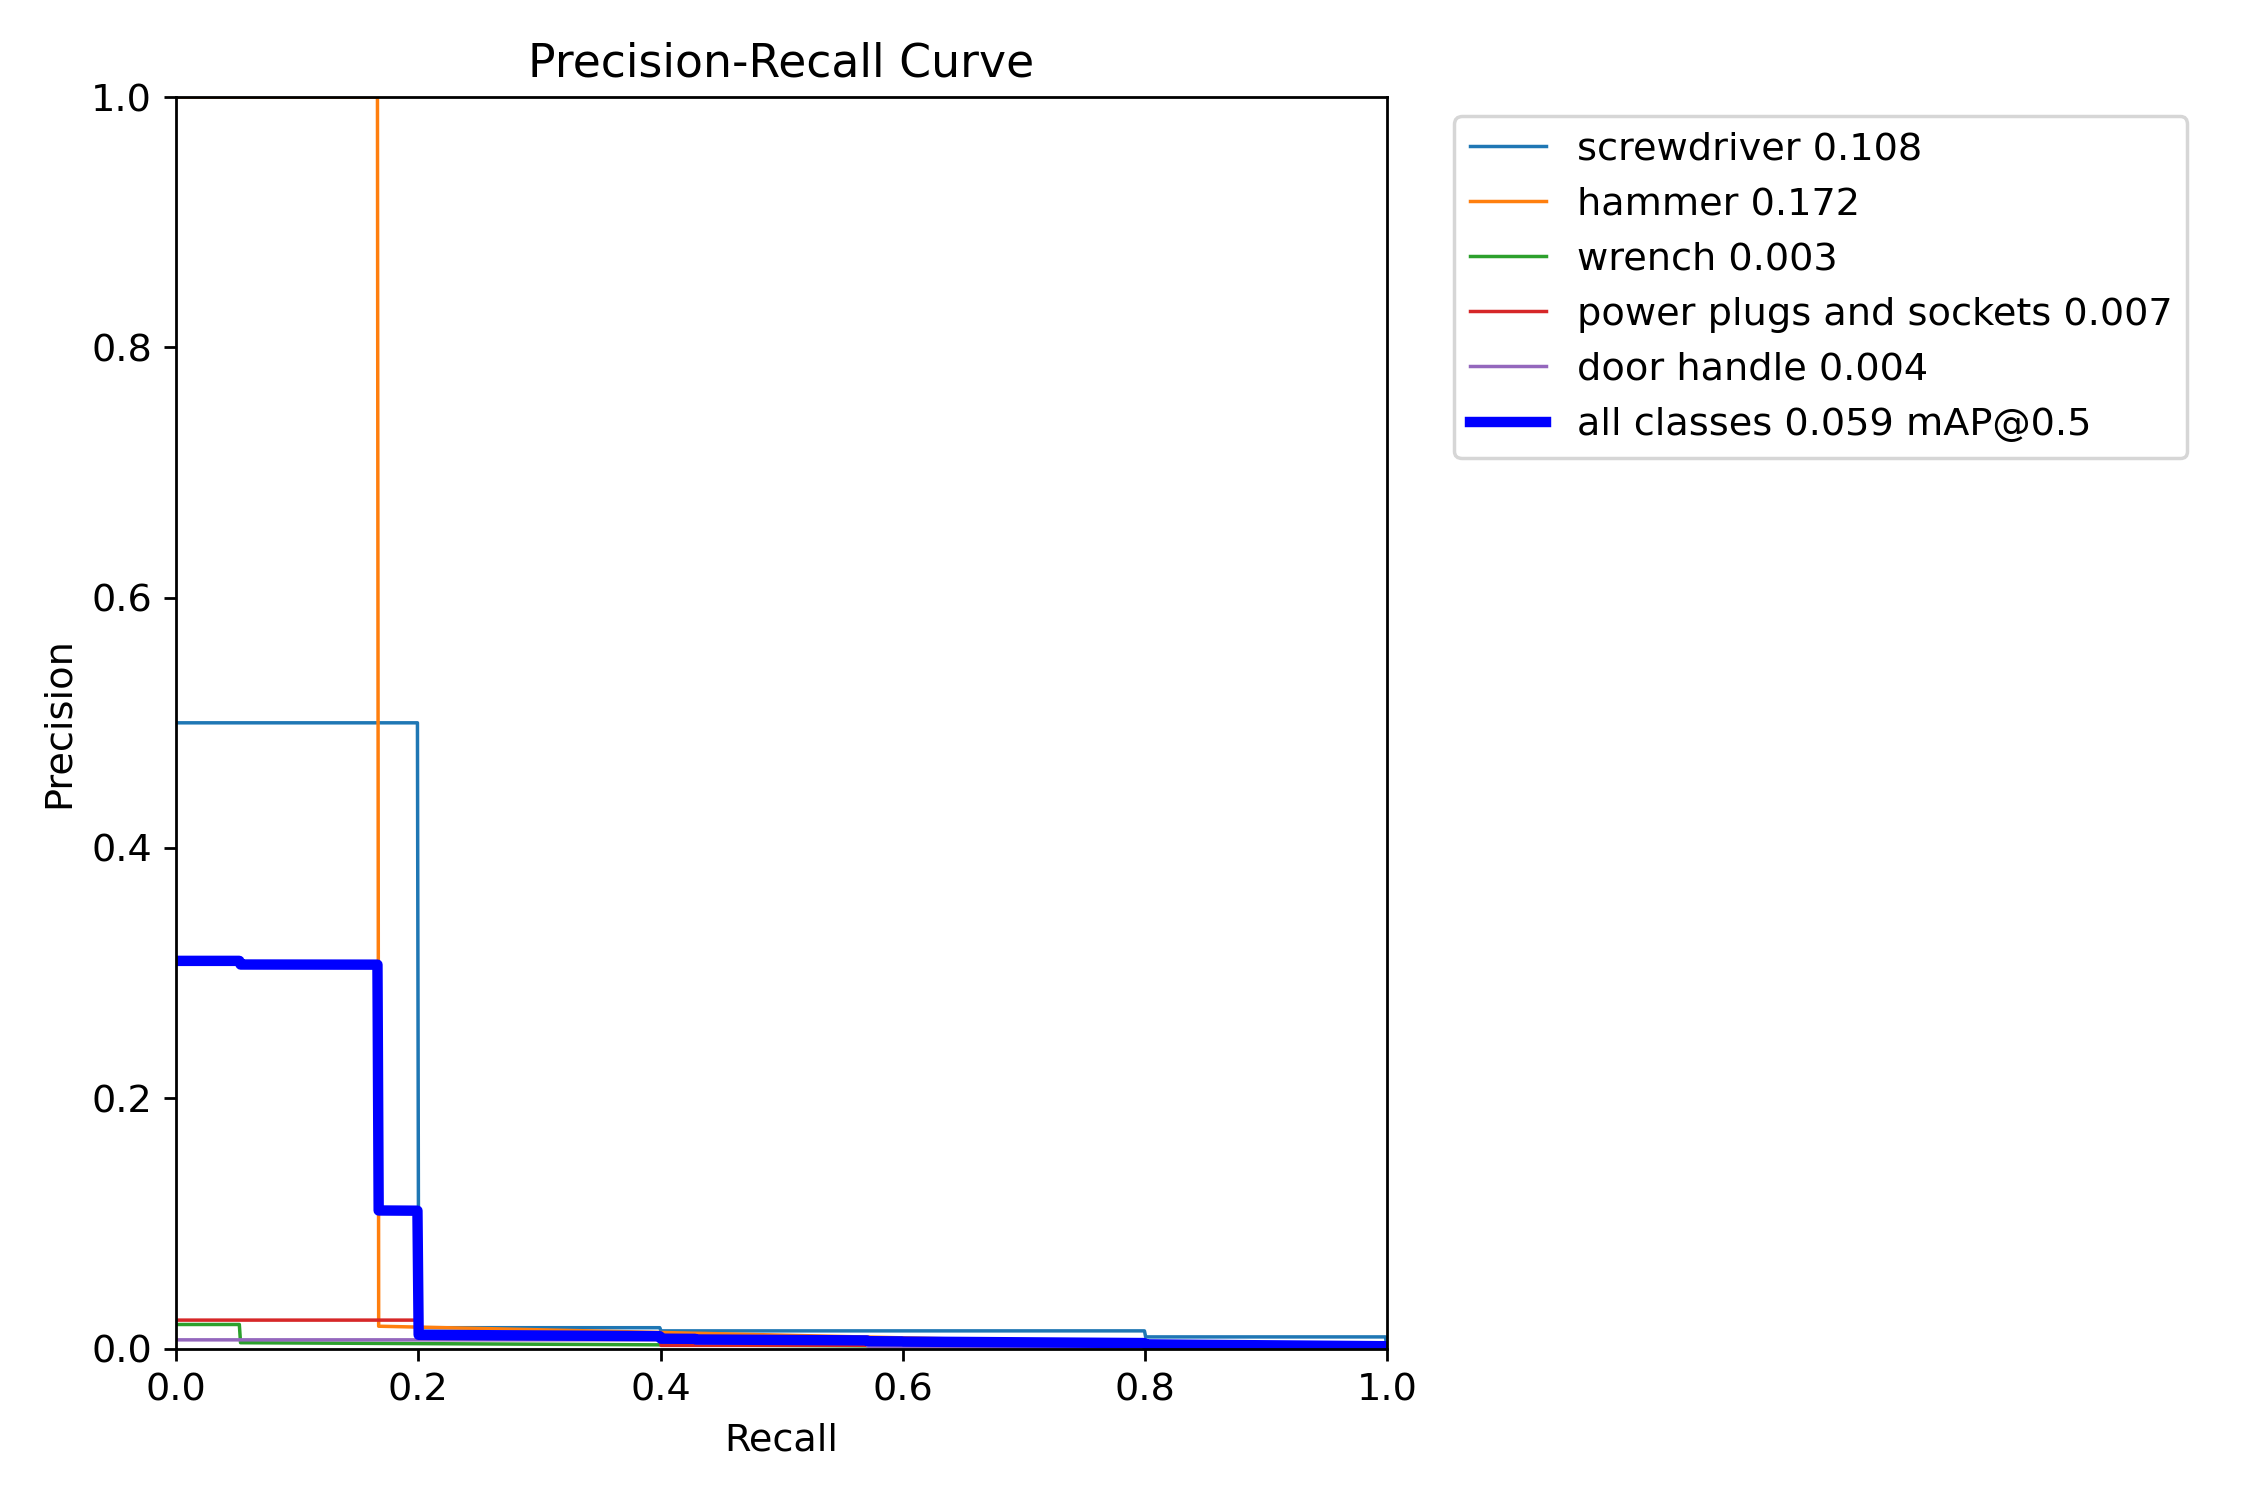 Precision-Recall Curve
1.0
0.8
0.6
0.4
0.2
0.0
Precision
0.0 0.2 0.4 0.6 0.8 1.0
Recall
screwdriver 0.108
hammer 0.172
wrench 0.003
power plugs and sockets 0.007
door handle 0.004
all classes 0.059 mAP@0.5